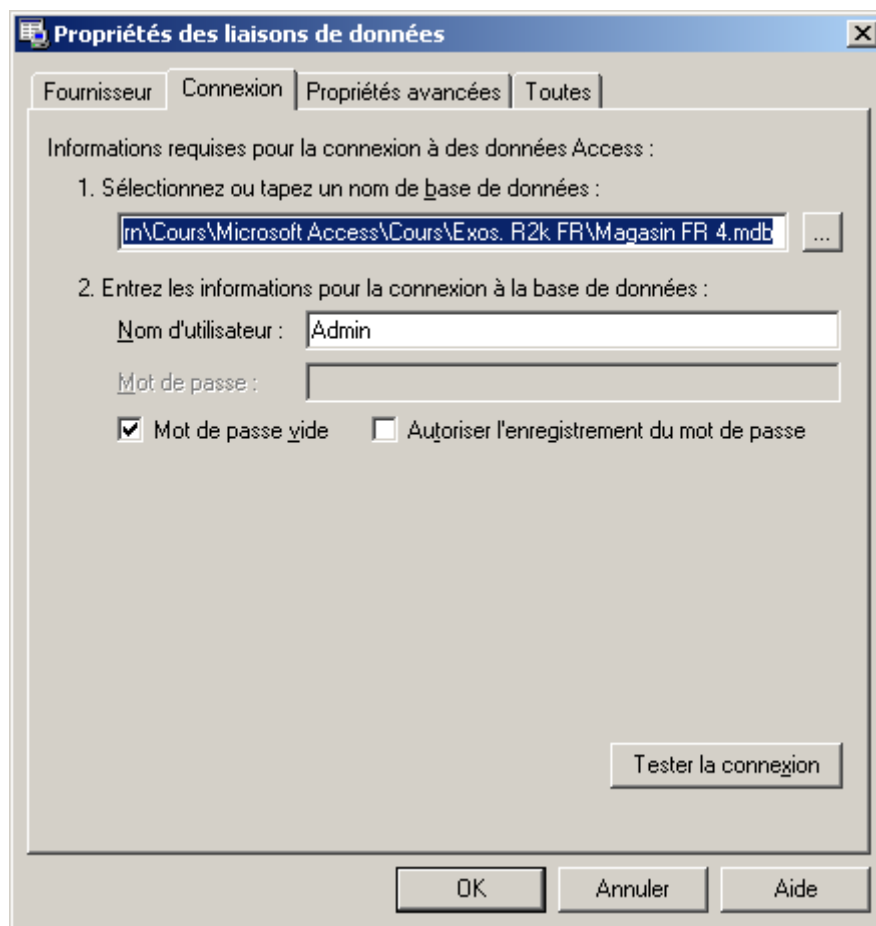 Propriétés des liaisons de données
Fournisseur Connexion Propriétés avancées Toutes
Informations requises pour la connexion à des données Access :
1. Sélectionnez ou tapez un nom de base de données :
rn\Cours\Microsoft Access\Cours\Exos. R2k FR\Magasin FR 4.mdb ...
2. Entrez les informations pour la connexion à la base de données :
Nom d'utilisateur : Admin
Mot de passe :
Mot de passe vide Autoriser l'enregistrement du mot de passe
Tester la connexion
OK Annuler Aide